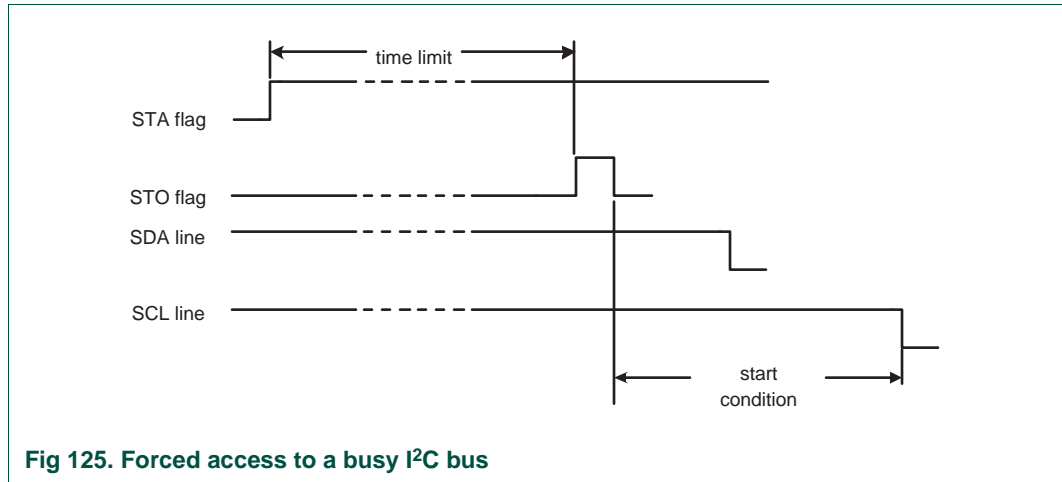 time limit
STA flag
STO flag
SDA line
SCL line
start
condition
Fig 125. Forced access to a busy I²C bus